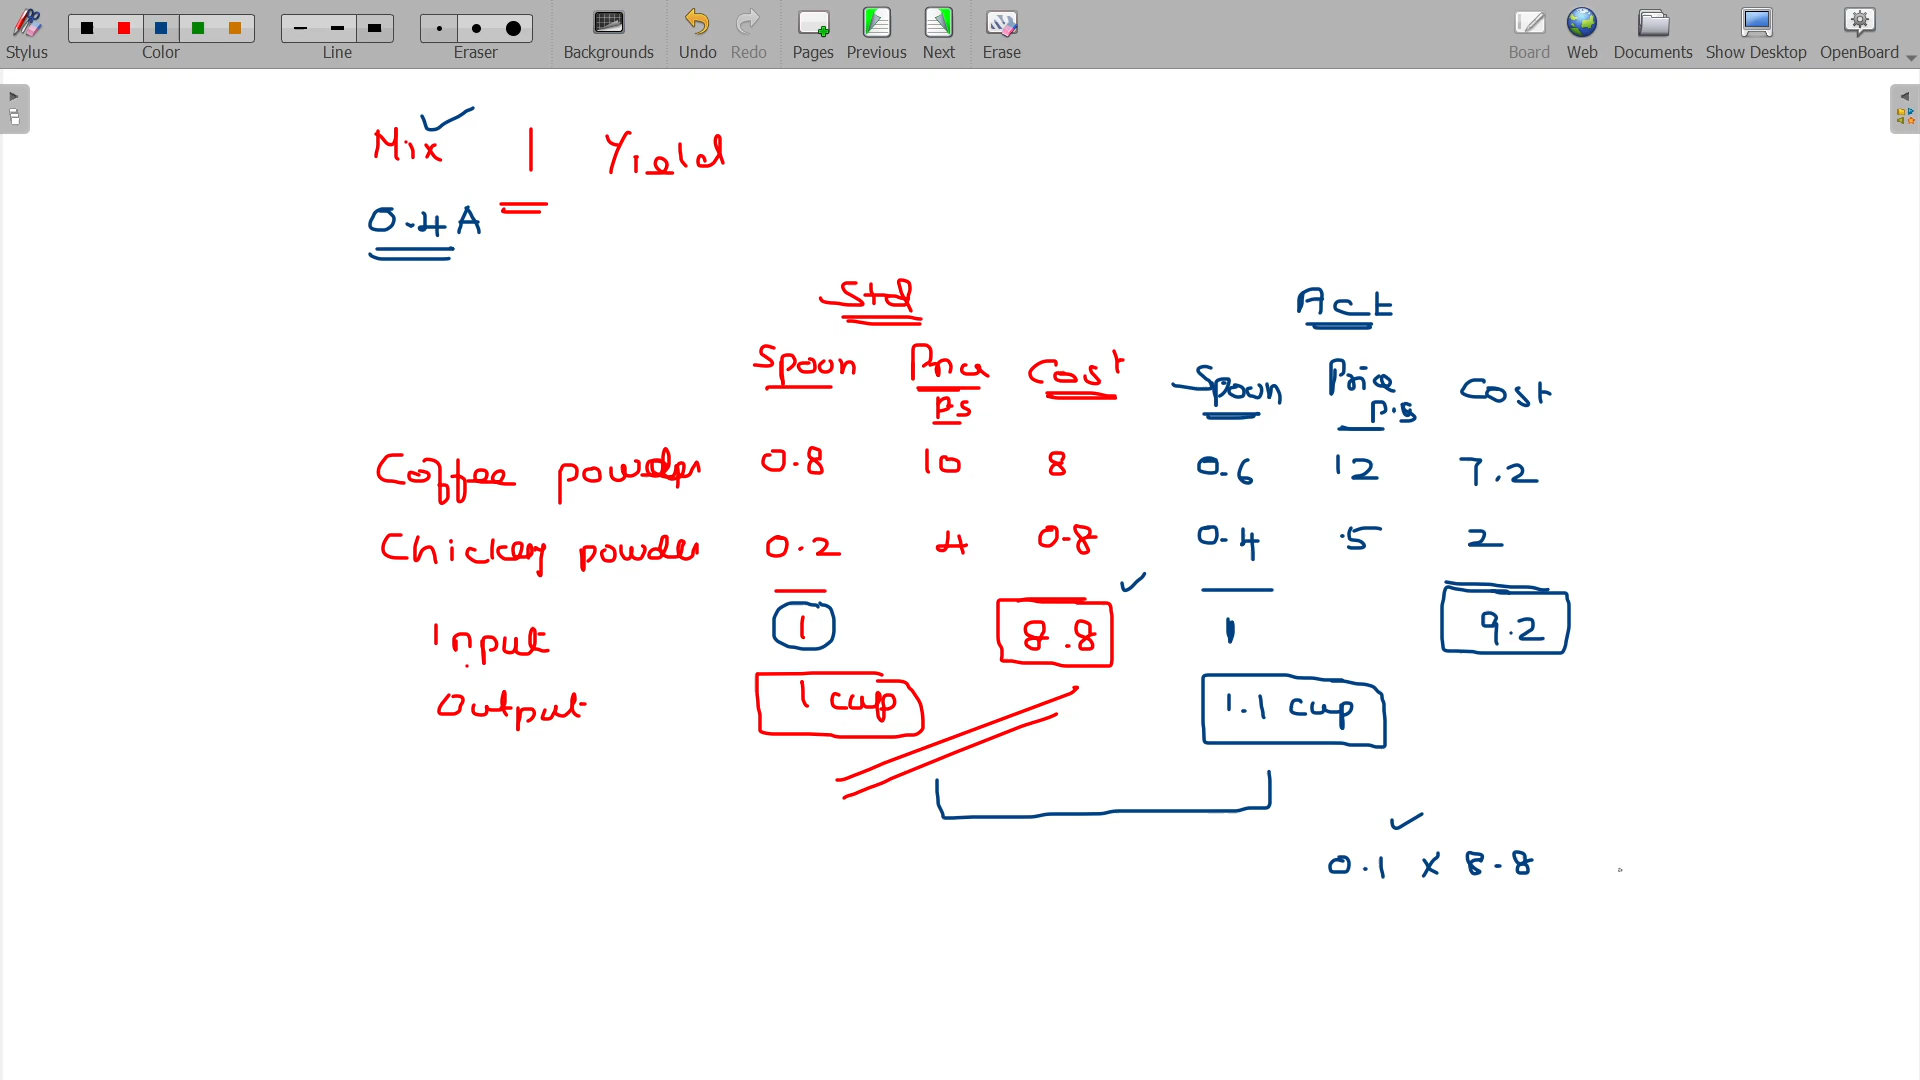 Stylus Color Line Eraser Backgrounds Undo Redo Pages Previous Next Erase Board Web Documents Show Desktop OpenBoard
Mix | Yield
0.4 A
Std Act
Spoon Price Cost Spoon Price Cost
p.s p.s
Coffee powder 0.8 10 8 0.6 12 7.2
Chickery powder 0.2 4 0.8 0.4 5 2
Input 1 8.8 1 9.2
Output 1 cup 1.1 cup
0.1 x 8.8